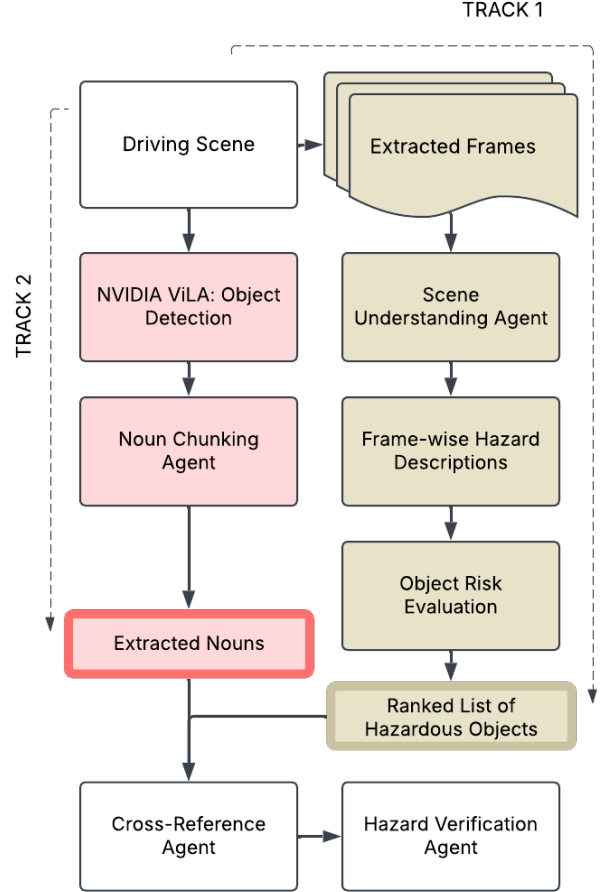 TRACK 1
Driving Scene
Extracted Frames
TRACK 2
NVIDIA ViLA: Object
Detection
Scene
Understanding Agent
Noun Chunking
Agent
Frame-wise Hazard
Descriptions
Object Risk
Evaluation
Extracted Nouns
Ranked List of
Hazardous Objects
Cross-Reference
Agent
Hazard Verification
Agent